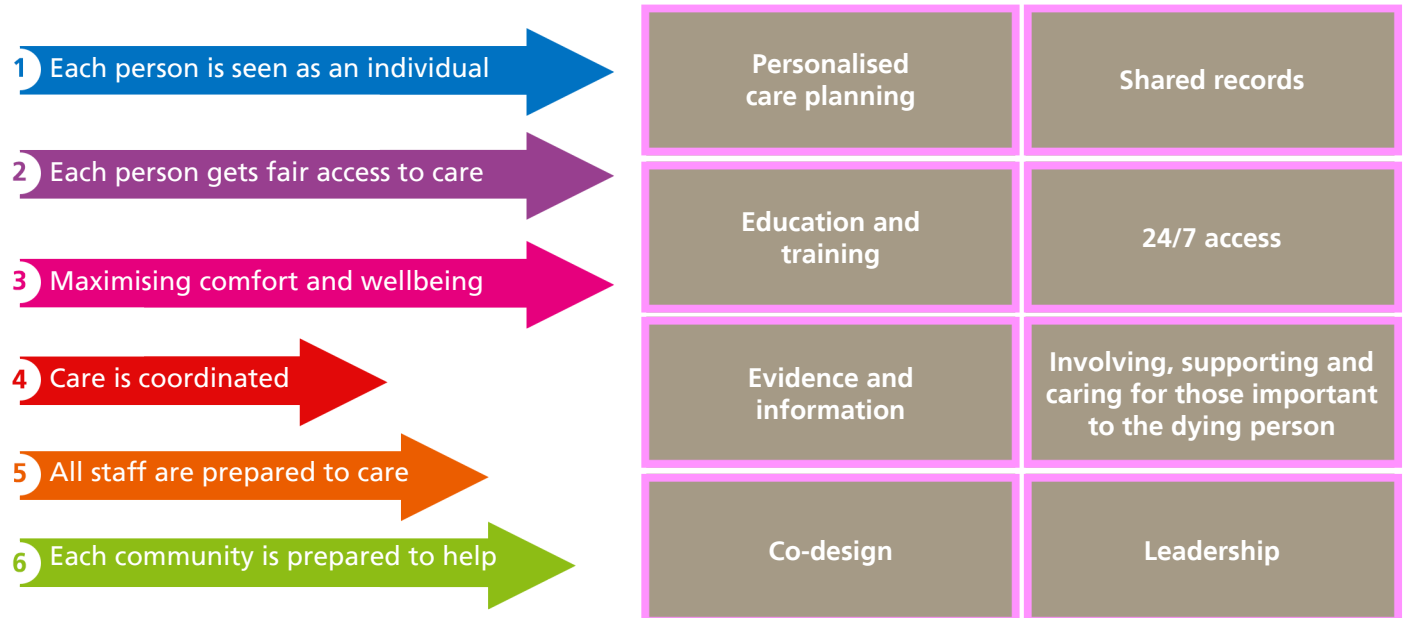 1 Each person is seen as an individual
2 Each person gets fair access to care
3 Maximising comfort and wellbeing
4 Care is coordinated
5 All staff are prepared to care
6 Each community is prepared to help
Personalised
care planning
Shared records
Education and
training
24/7 access
Evidence and
information
Involving, supporting and
caring for those important
to the dying person
Co-design
Leadership